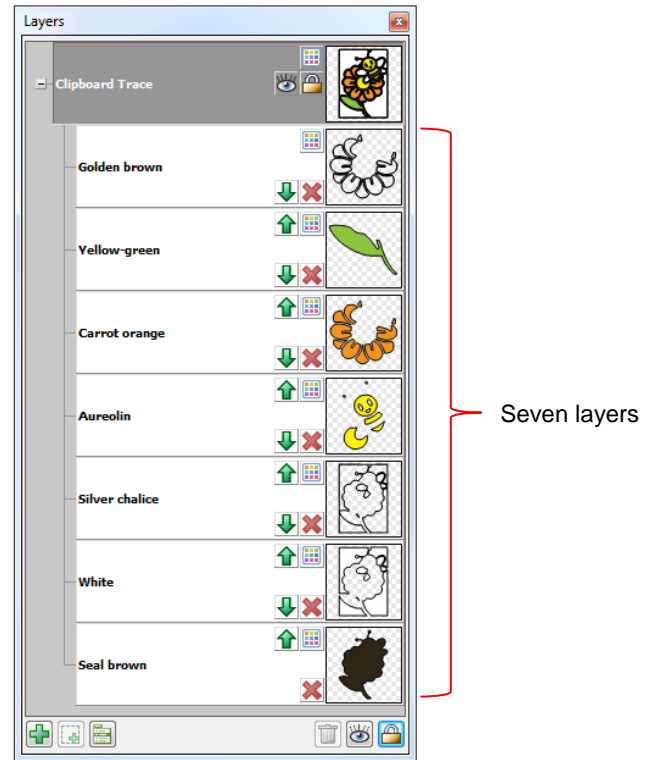 Layers
Clipboard Trace
Golden brown
Yellow-green
Carrot orange
Aureolin
Silver chalice
White
Seal brown
Seven layers